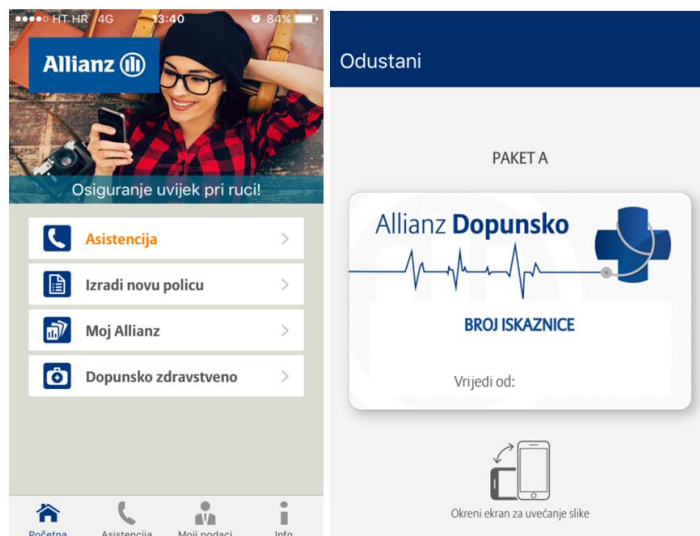 HT HR 4G 13:40 84%
Allianz
Osiguranje uvijek pri ruci!
Asistencija
Izradi novu policu
Moj Allianz
Dopunsko zdravstveno
Početna Asistencija Moji podaci Info
Odustani
PAKET A
Allianz Dopunsko
BROJ ISKAZNICE
Vrijedi od:
Okreni ekran za uvećanje slike